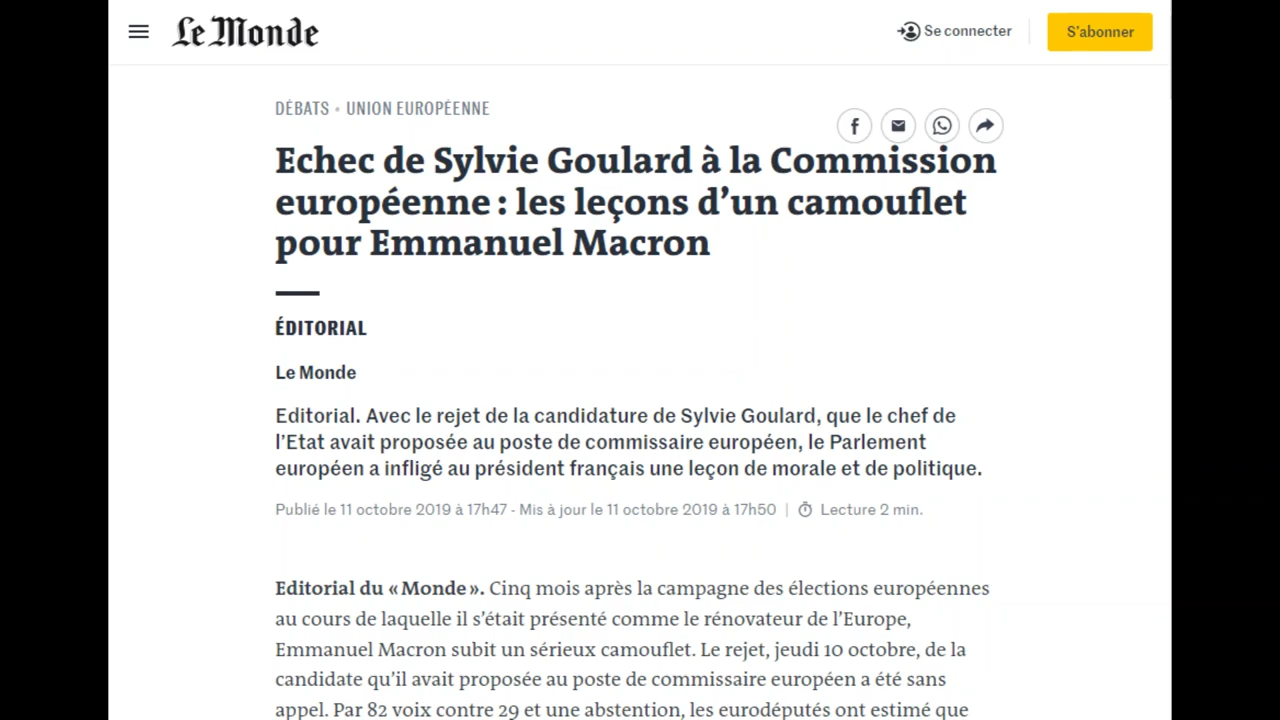 Le Monde
Se connecter
S'abonner
DÉBATS • UNION EUROPÉENNE
Echec de Sylvie Goulard à la Commission
européenne : les leçons d’un camouflet
pour Emmanuel Macron
ÉDITORIAL
Le Monde
Editorial. Avec le rejet de la candidature de Sylvie Goulard, que le chef de
l’Etat avait proposée au poste de commissaire européen, le Parlement
européen a infligé au président français une leçon de morale et de politique.
Publié le 11 octobre 2019 à 17h47 - Mis à jour le 11 octobre 2019 à 17h50 | Lecture 2 min.
Editorial du « Monde ». Cinq mois après la campagne des élections européennes
au cours de laquelle il s’était présenté comme le rénovateur de l’Europe,
Emmanuel Macron subit un sérieux camouflet. Le rejet, jeudi 10 octobre, de la
candidate qu’il avait proposée au poste de commissaire européen a été sans
appel. Par 82 voix contre 29 et une abstention, les eurodéputés ont estimé que